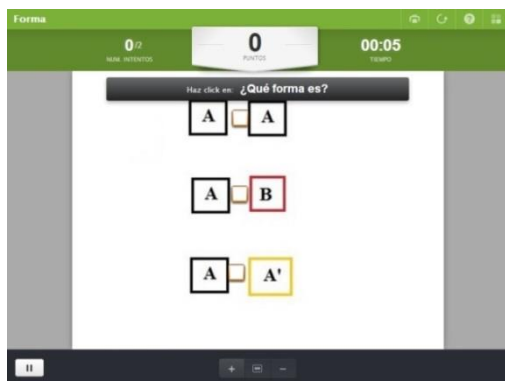 Forma
0/2
NUM. INTENTOS
0
PUNTOS
00:05
TIEMPO
Haz click en: ¿Qué forma es?
A A
A B
A A'